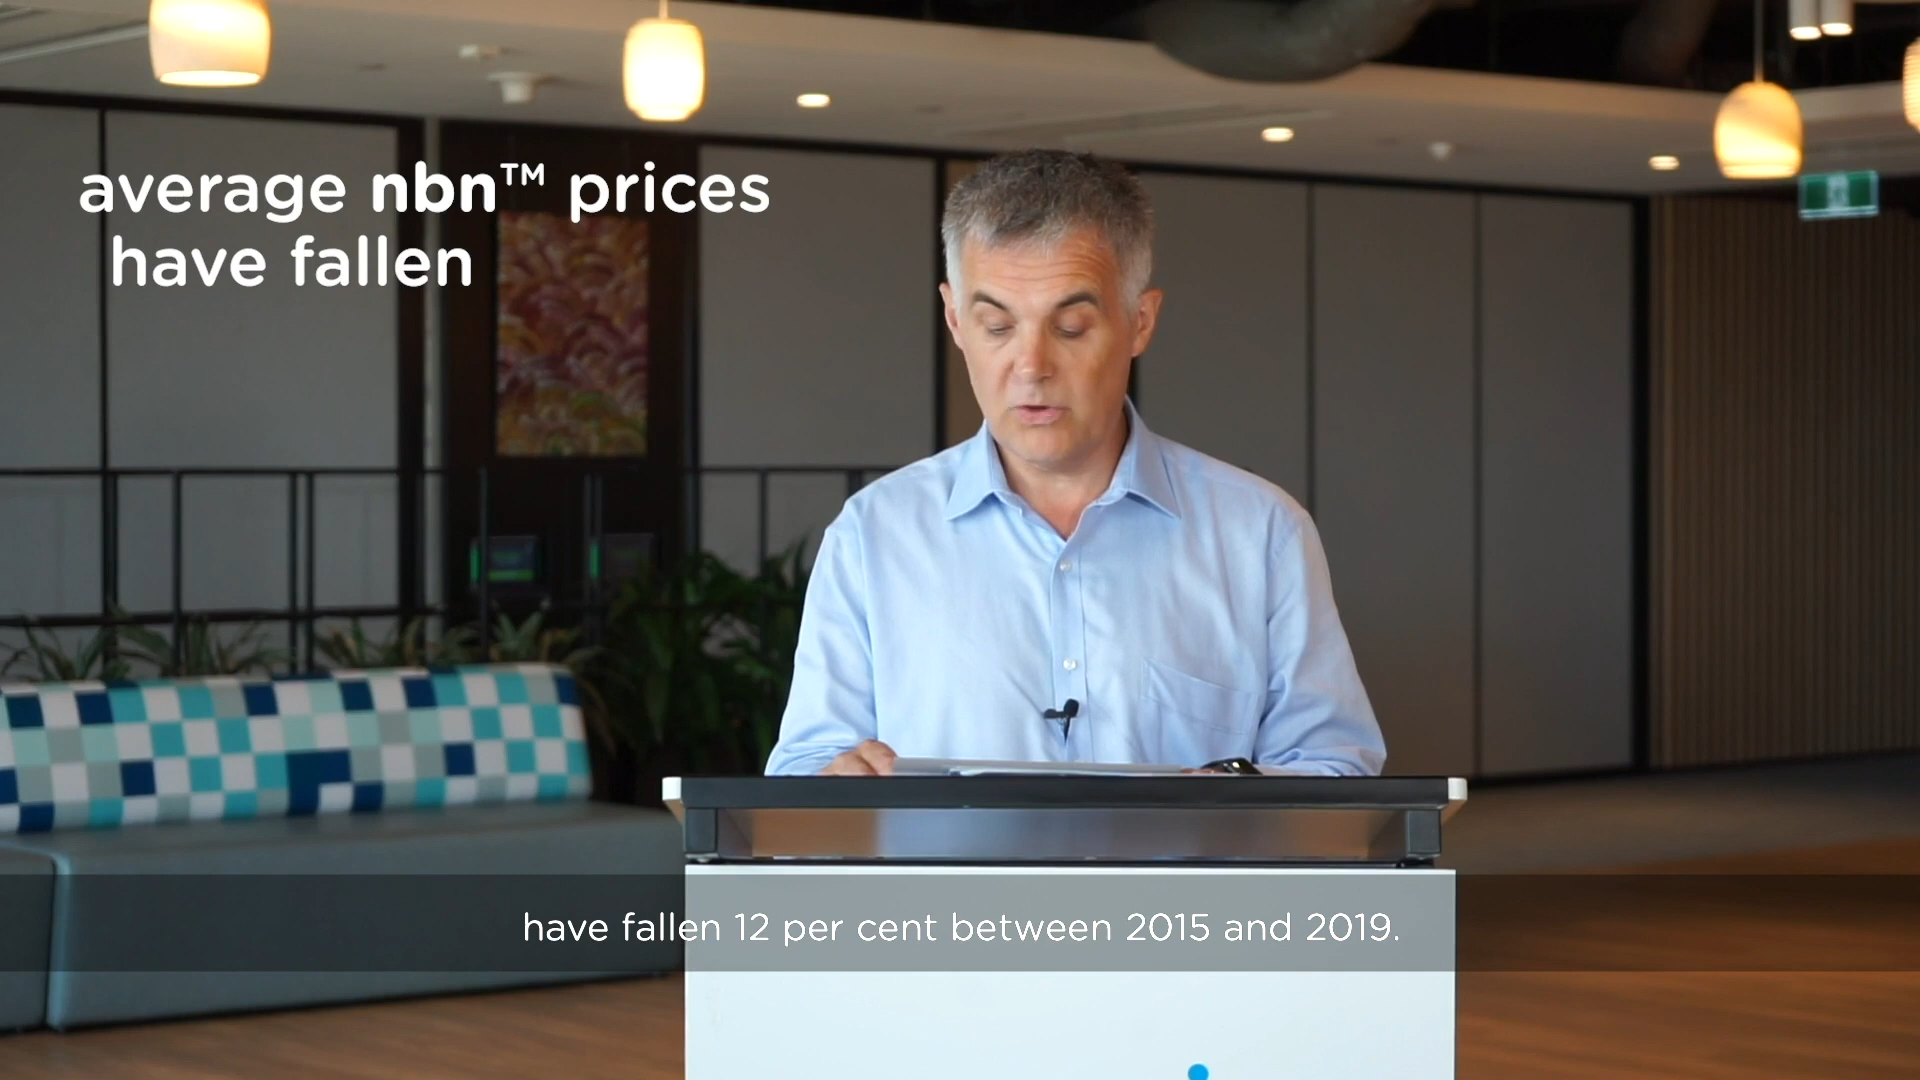 average nbn™ prices
have fallen
have fallen 12 per cent between 2015 and 2019.